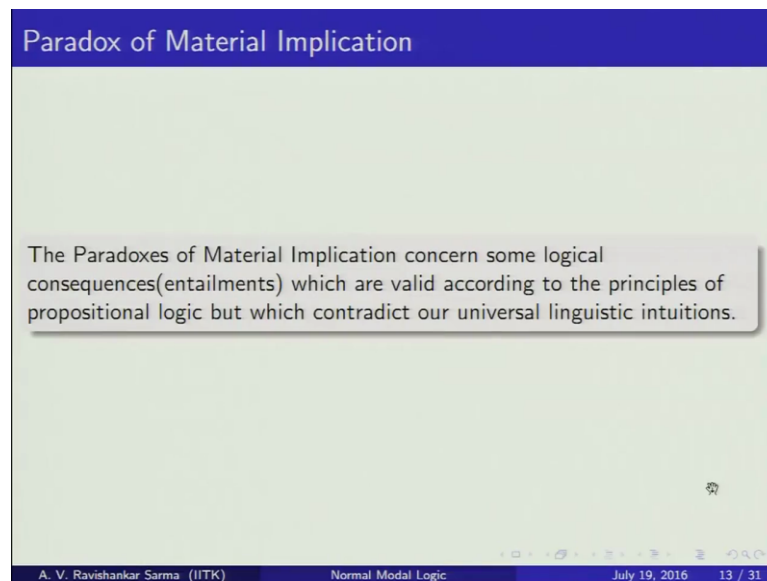 Paradox of Material Implication
The Paradoxes of Material Implication concern some logical
consequences(entailments) which are valid according to the principles of
propositional logic but which contradict our universal linguistic intuitions.
A. V. Ravishankar Sarma (IITK) Normal Modal Logic July 19, 2016 13 / 31